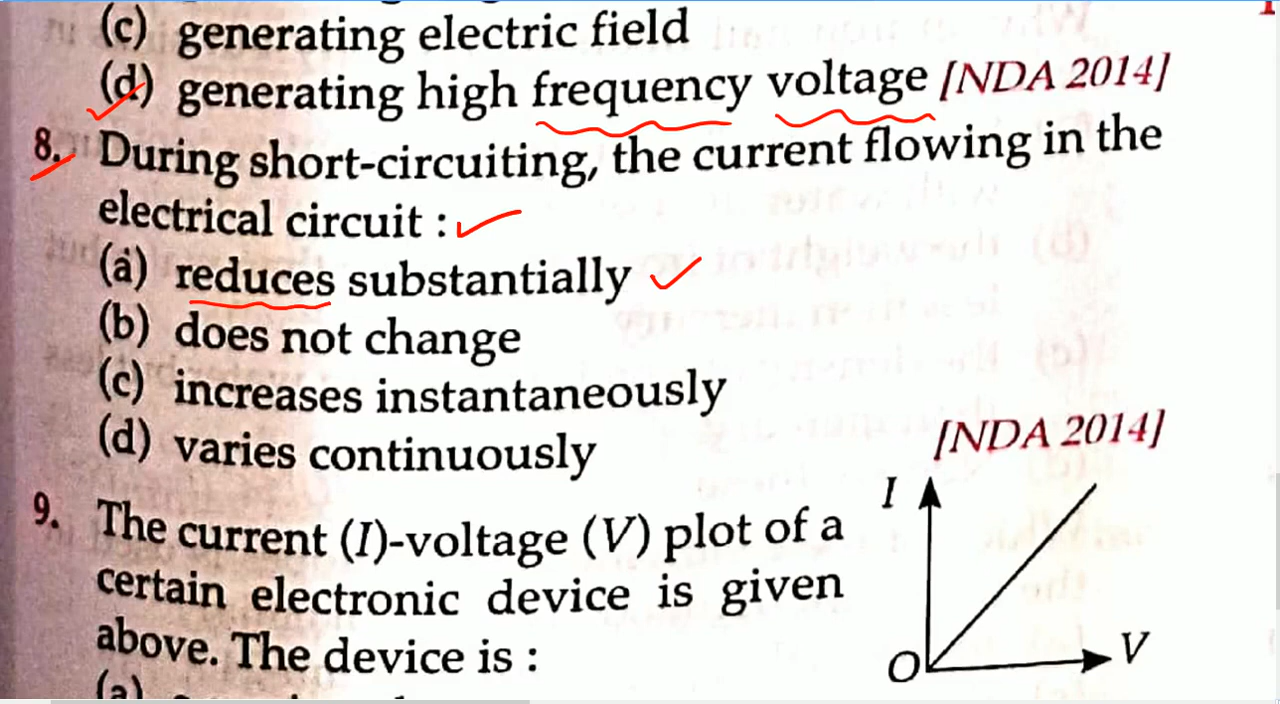 (c) generating electric field
(d) generating high frequency voltage [NDA 2014]
8. During short-circuiting, the current flowing in the
electrical circuit :
(a) reduces substantially
(b) does not change
(c) increases instantaneously
(d) varies continuously
[NDA 2014]
9. The current (I)-voltage (V) plot of a
certain electronic device is given
above. The device is :
(a)
I
O
V